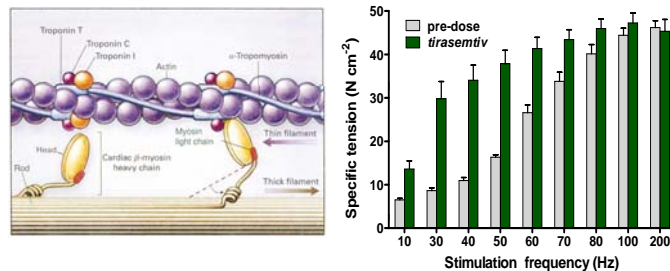 Troponin T
Troponin C
Troponin I
Actin
α-Tropomyosin
Head
Rod
Cardiac β-myosin
heavy chain
Myosin
light chain
Thin filament
Thick filament
Specific tension (N cm-2)
50
40
30
20
10
0
pre-dose
tirasemtiv
10 30 40 50 60 70 80 100 200
Stimulation frequency (Hz)